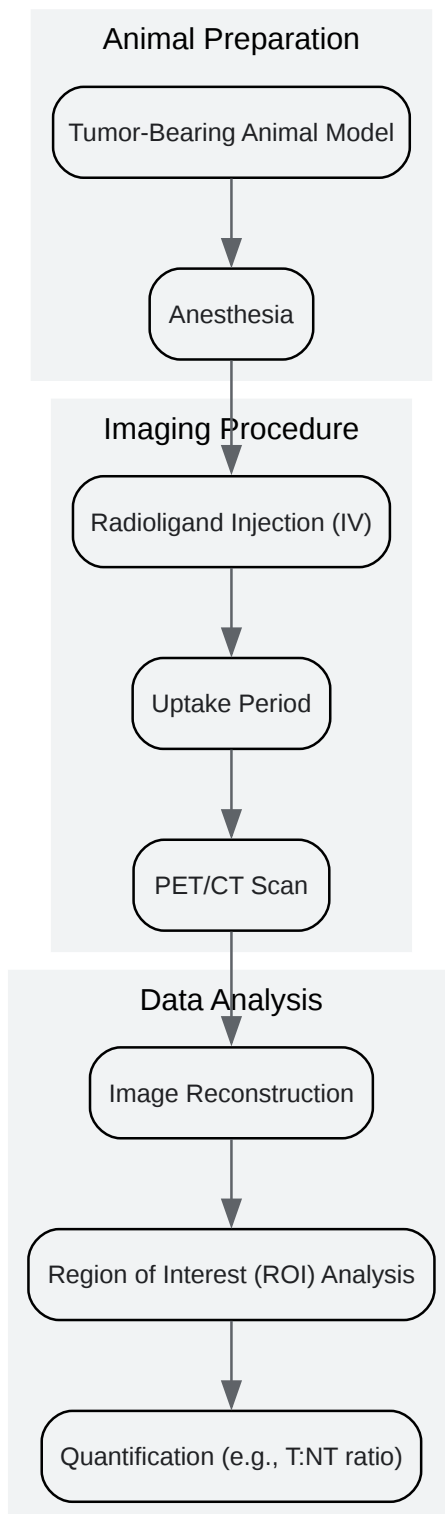 Animal Preparation
Tumor-Bearing Animal Model
Anesthesia
Imaging Procedure
Radioligand Injection (IV)
Uptake Period
PET/CT Scan
Data Analysis
Image Reconstruction
Region of Interest (ROI) Analysis
Quantification (e.g., T:NT ratio)